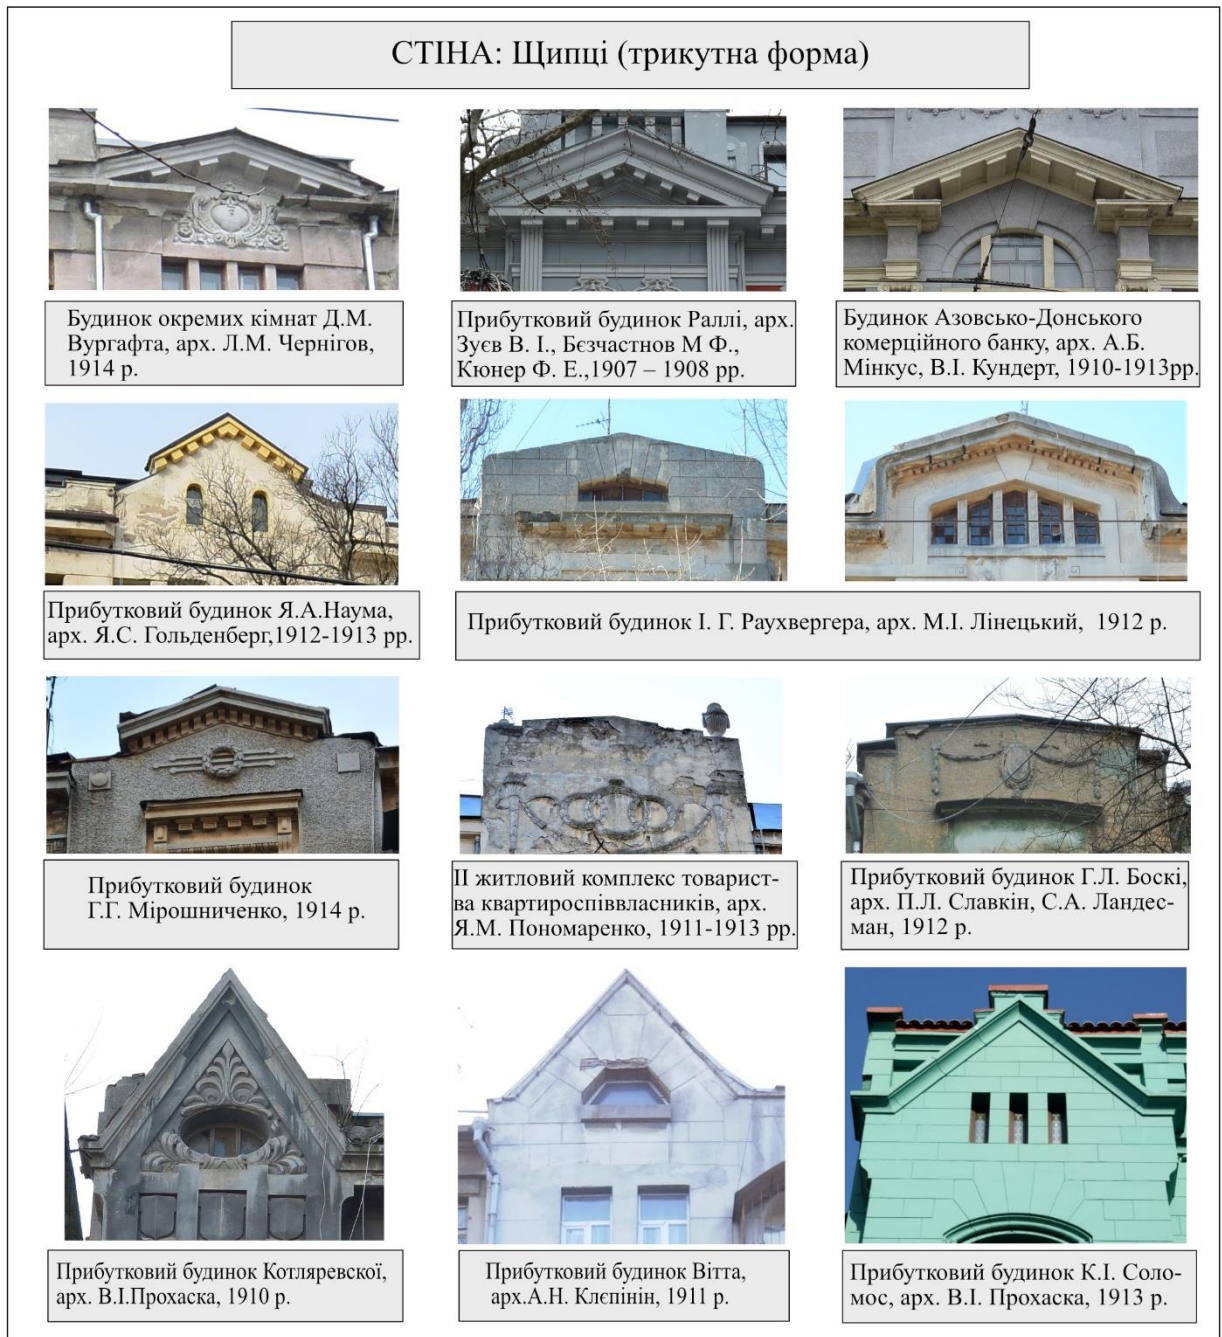 СТІНА: Щипці (трикутна форма)
Будинок окремих кімнат Д.М.
Вургафта, арх. Л.М. Чернігов,
1914 р.
Прибутковий будинок Раллі, арх.
Зуєв В. І., Бєзчастнов М Ф.,
Кюнер Ф. Е.,1907 – 1908 рр.
Будинок Азовсько-Донського
комерційного банку, арх. А.Б.
Мінкус, В.І. Кундерт, 1910-1913рр.
Прибутковий будинок Я.А.Наума,
арх. Я.С. Гольденберг,1912-1913 рр.
Прибутковий будинок І. Г. Раухвергера, арх. М.І. Лінецький, 1912 р.
Прибутковий будинок
Г.Г. Мірошниченко, 1914 р.
ІІ житловий комплекс товарист-
ва квартироспіввласників, арх.
Я.М. Пономаренко, 1911-1913 рр.
Прибутковий будинок Г.Л. Боскі,
арх. П.Л. Славкін, С.А. Ландес-
ман, 1912 р.
Прибутковий будинок Котляревскої,
арх. В.І.Прохаска, 1910 р.
Прибутковий будинок Вітта,
арх.А.Н. Клєпінін, 1911 р.
Прибутковий будинок К.І. Соло-
мос, арх. В.І. Прохаска, 1913 р.